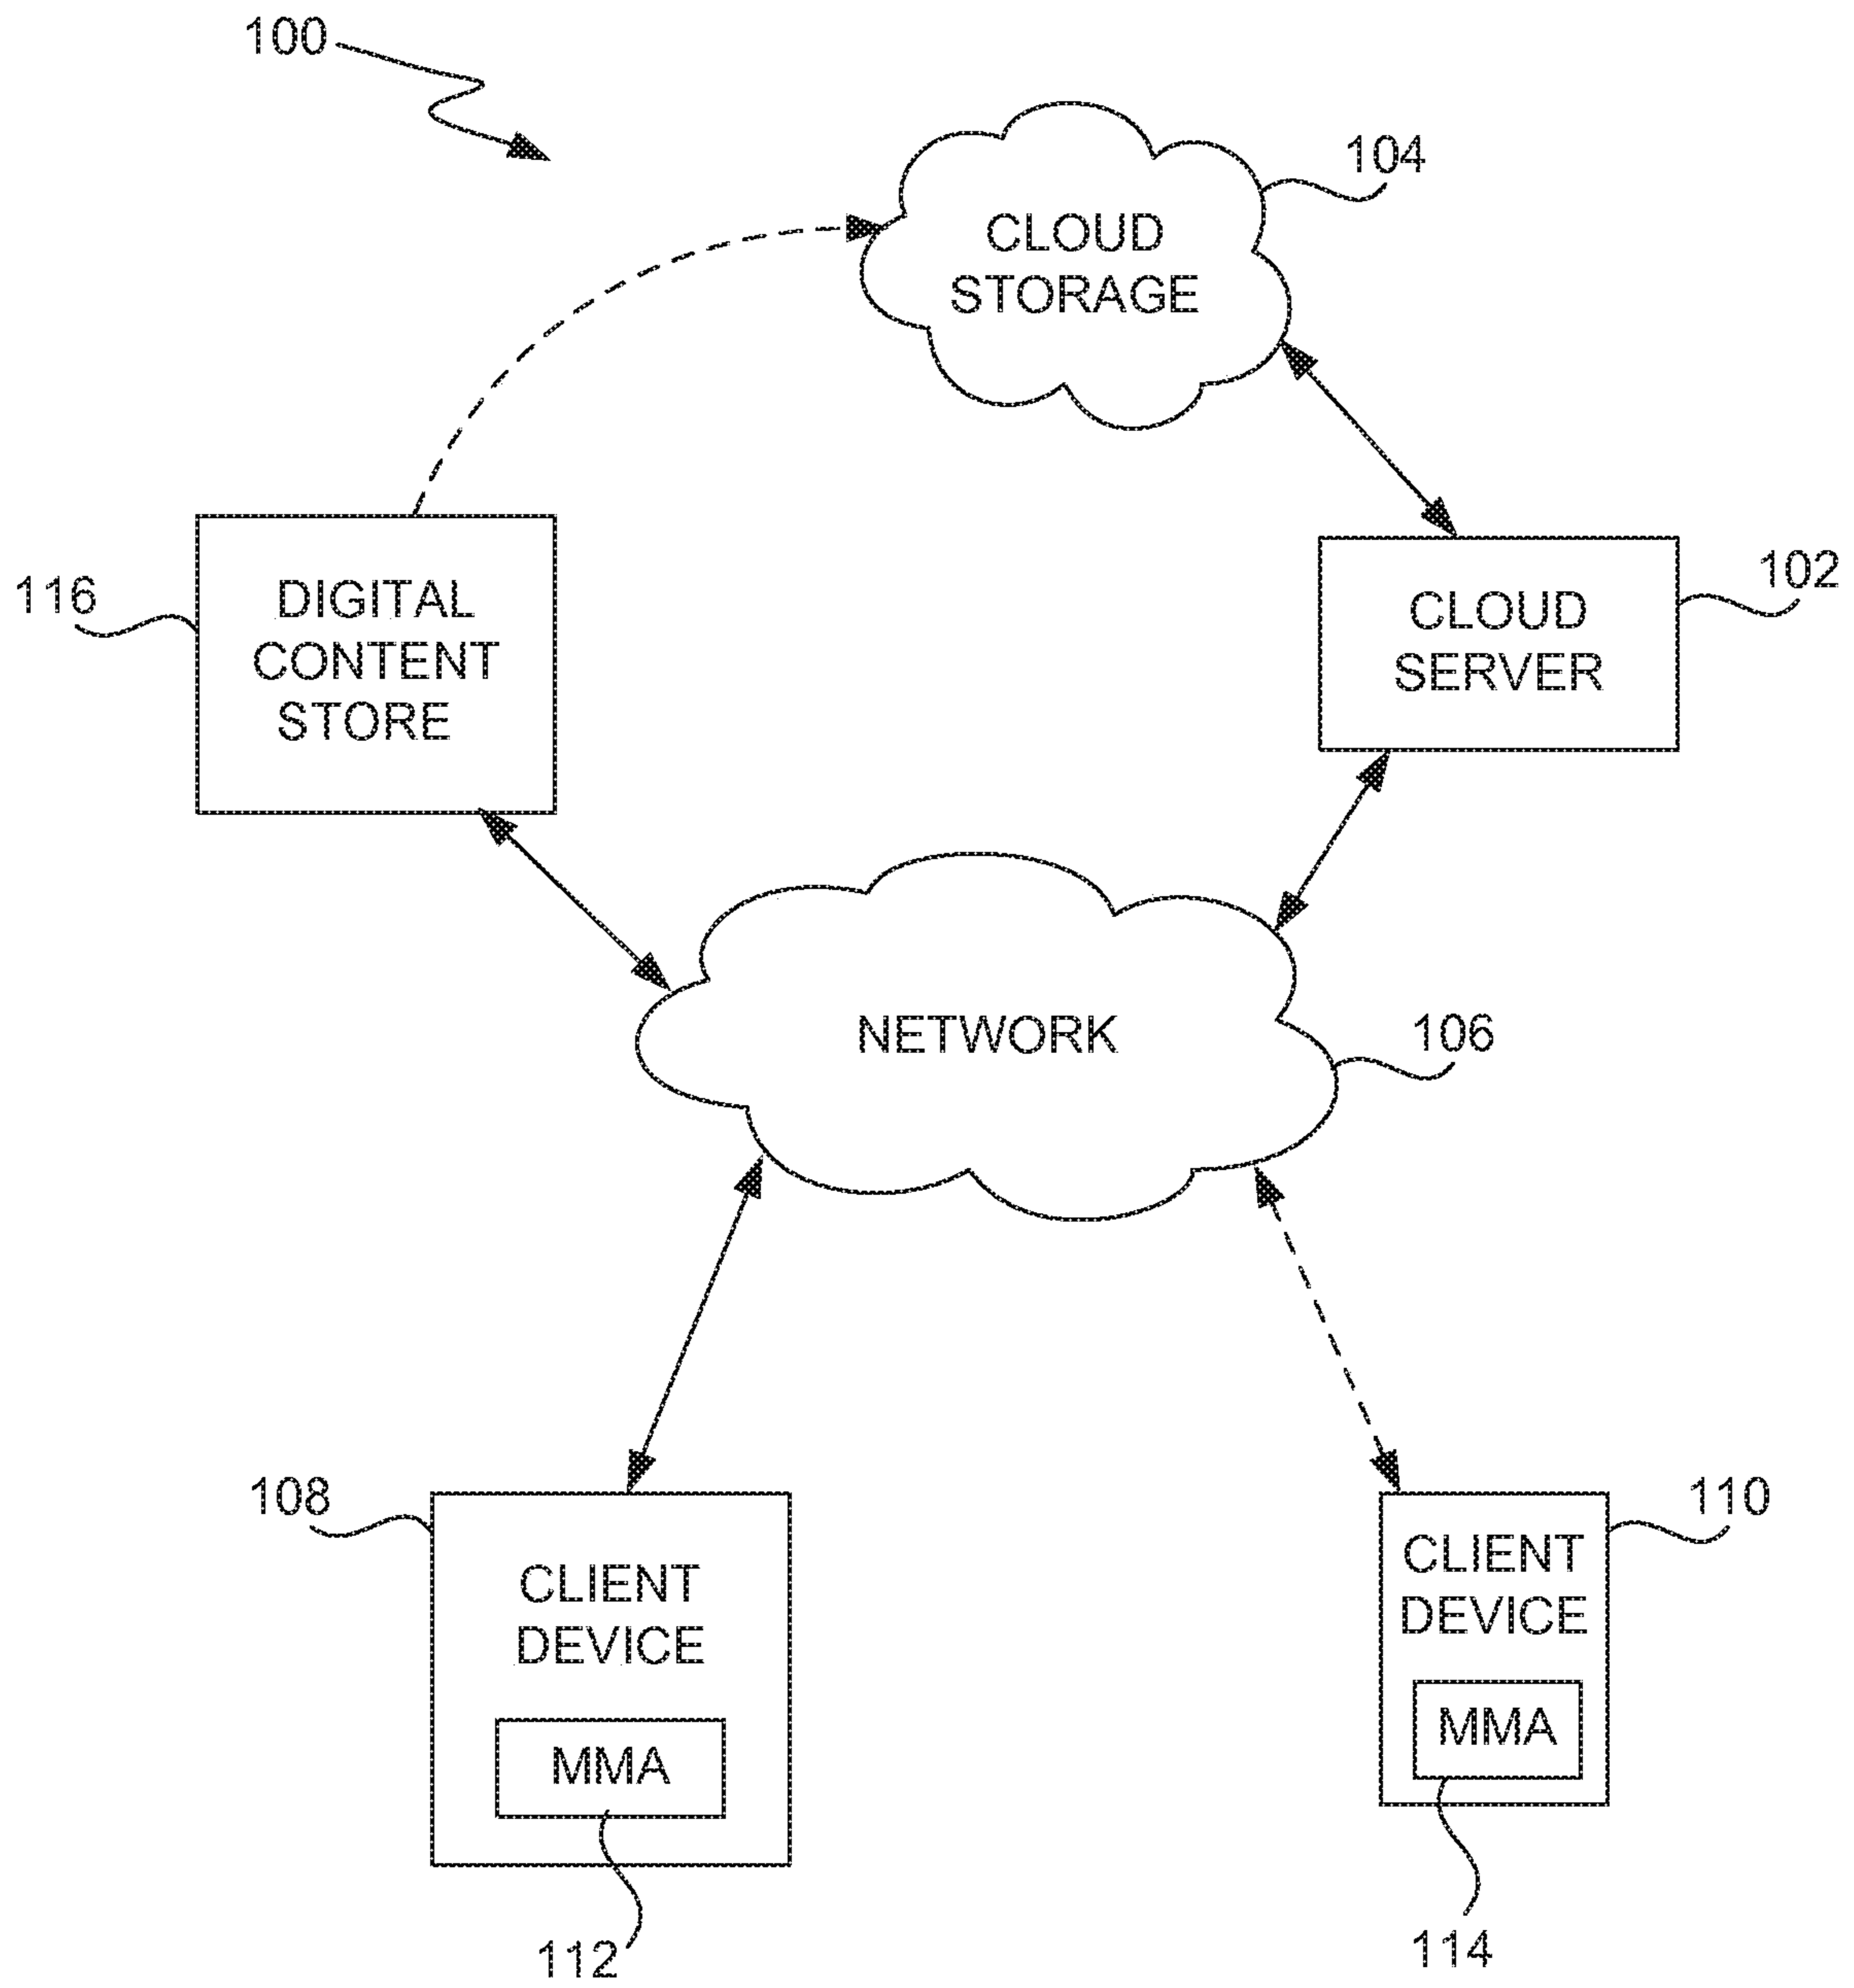 100
104
CLOUD
STORAGE
116
DIGITAL
CONTENT
STORE
102
CLOUD
SERVER
NETWORK
106
108
CLIENT
DEVICE
MMA
112
110
CLIENT
DEVICE
MMA
114